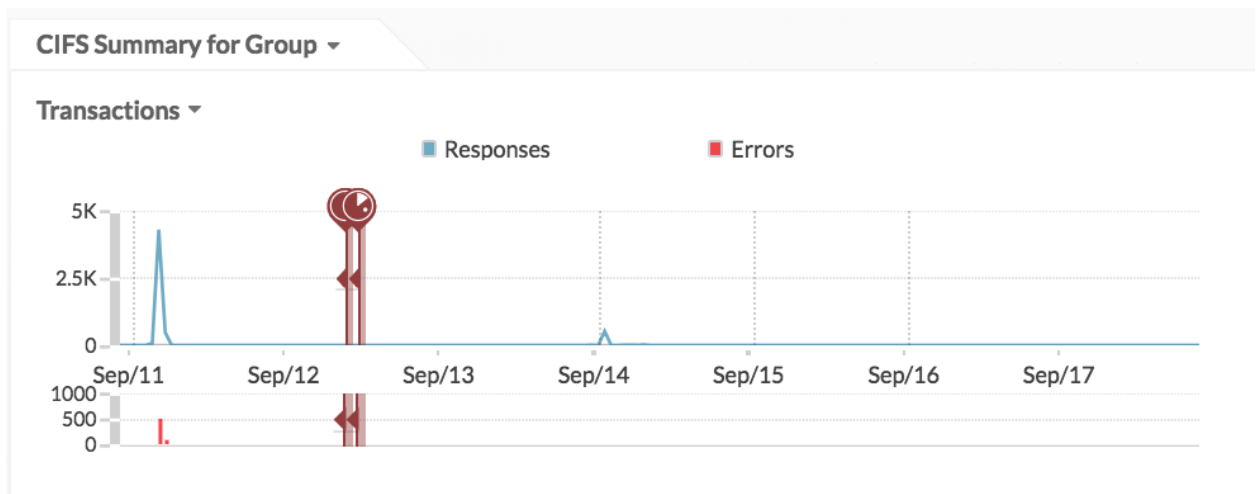 CIFS Summary for Group
Transactions
Responses Errors
5K
2.5K
0
Sep/11 Sep/12 Sep/13 Sep/14 Sep/15 Sep/16 Sep/17
1000
500
0